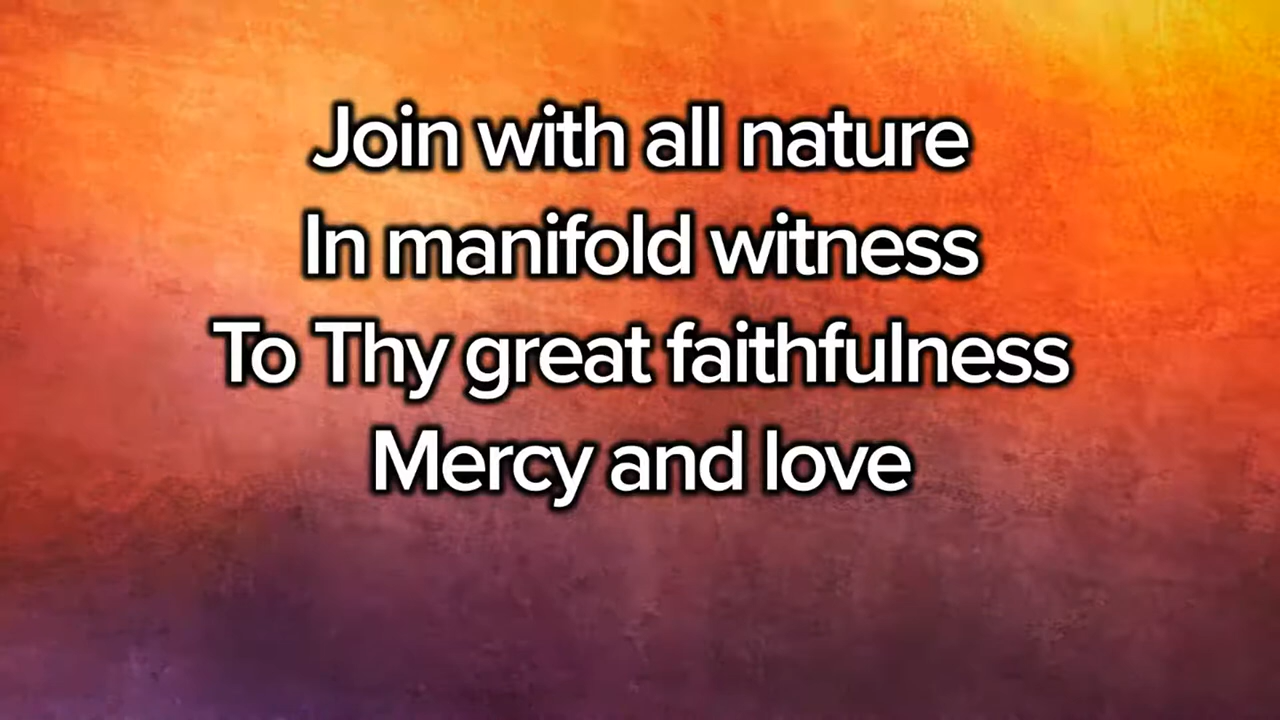 Join with all nature
In manifold witness
To Thy great faithfulness
Mercy and love